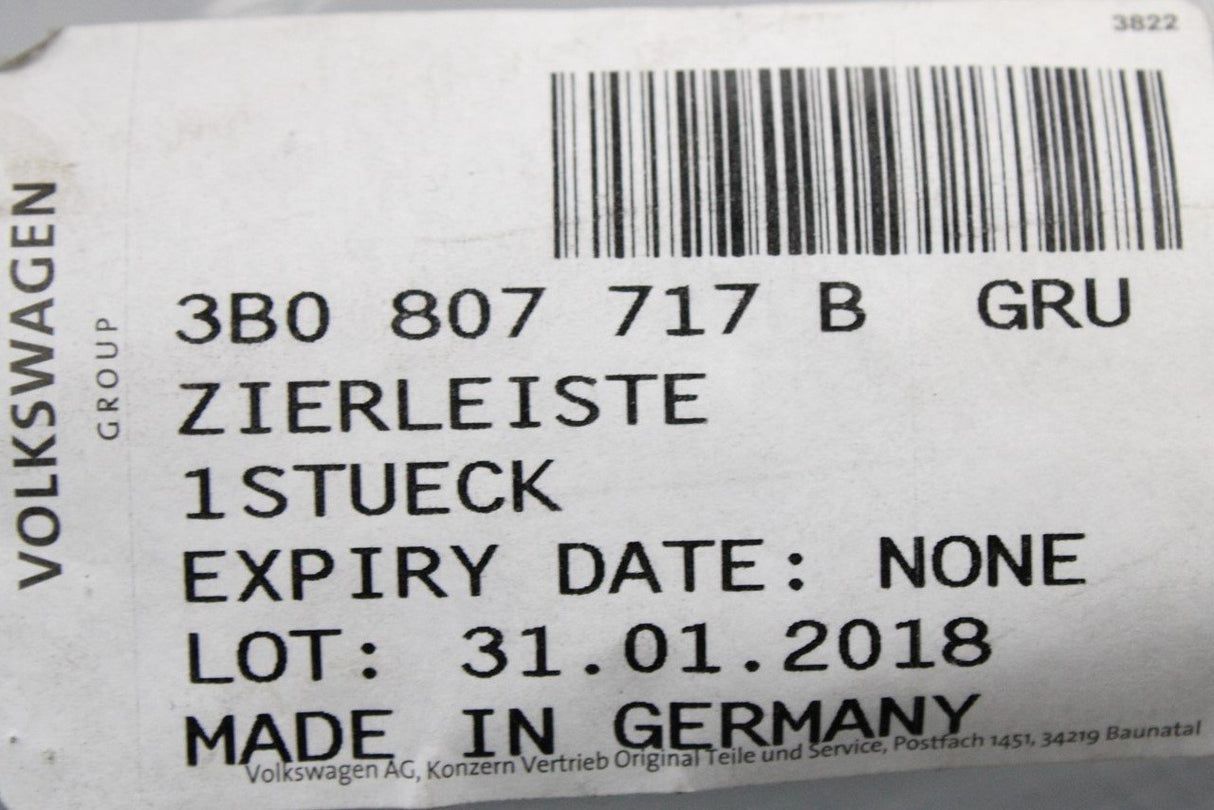 3822
VOLKSWAGEN
GROUP
3B0 807 717 B GRU
ZIERLEISTE
1STUECK
EXPIRY DATE: NONE
LOT: 31.01.2018
MADE IN GERMANY
Volkswagen AG, Konzern Vertrieb Original Teile und Service, Postfach 1451, 34219 Baunatal